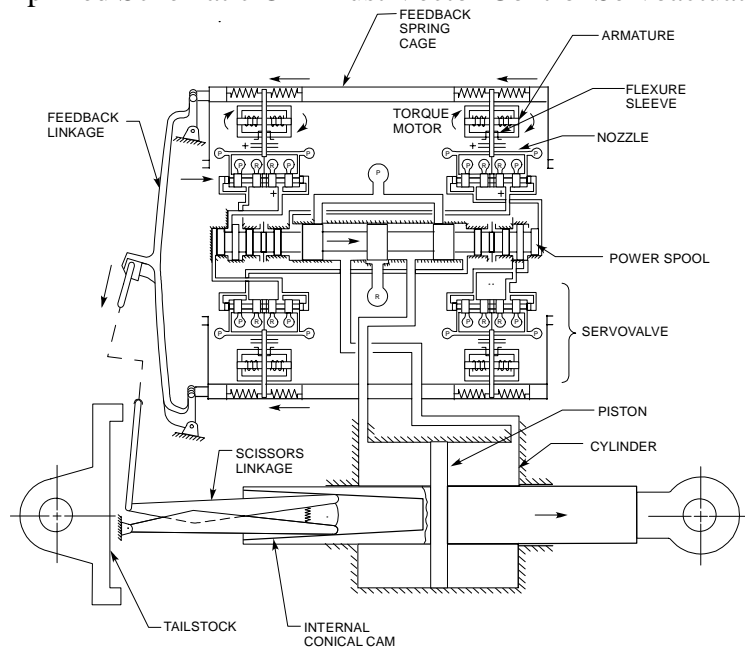 FEEDBACK
SPRING
CAGE
ARMATURE
FLEXURE
SLEEVE
TORQUE
MOTOR
NOZZLE
FEEDBACK
LINKAGE
P
R
R
P
P
R
R
P
P
POWER SPOOL
R
P
R
R
P
P
R
R
P
SERVOVALVE
PISTON
CYLINDER
SCISSORS
LINKAGE
TAILSTOCK
INTERNAL
CONICAL CAM